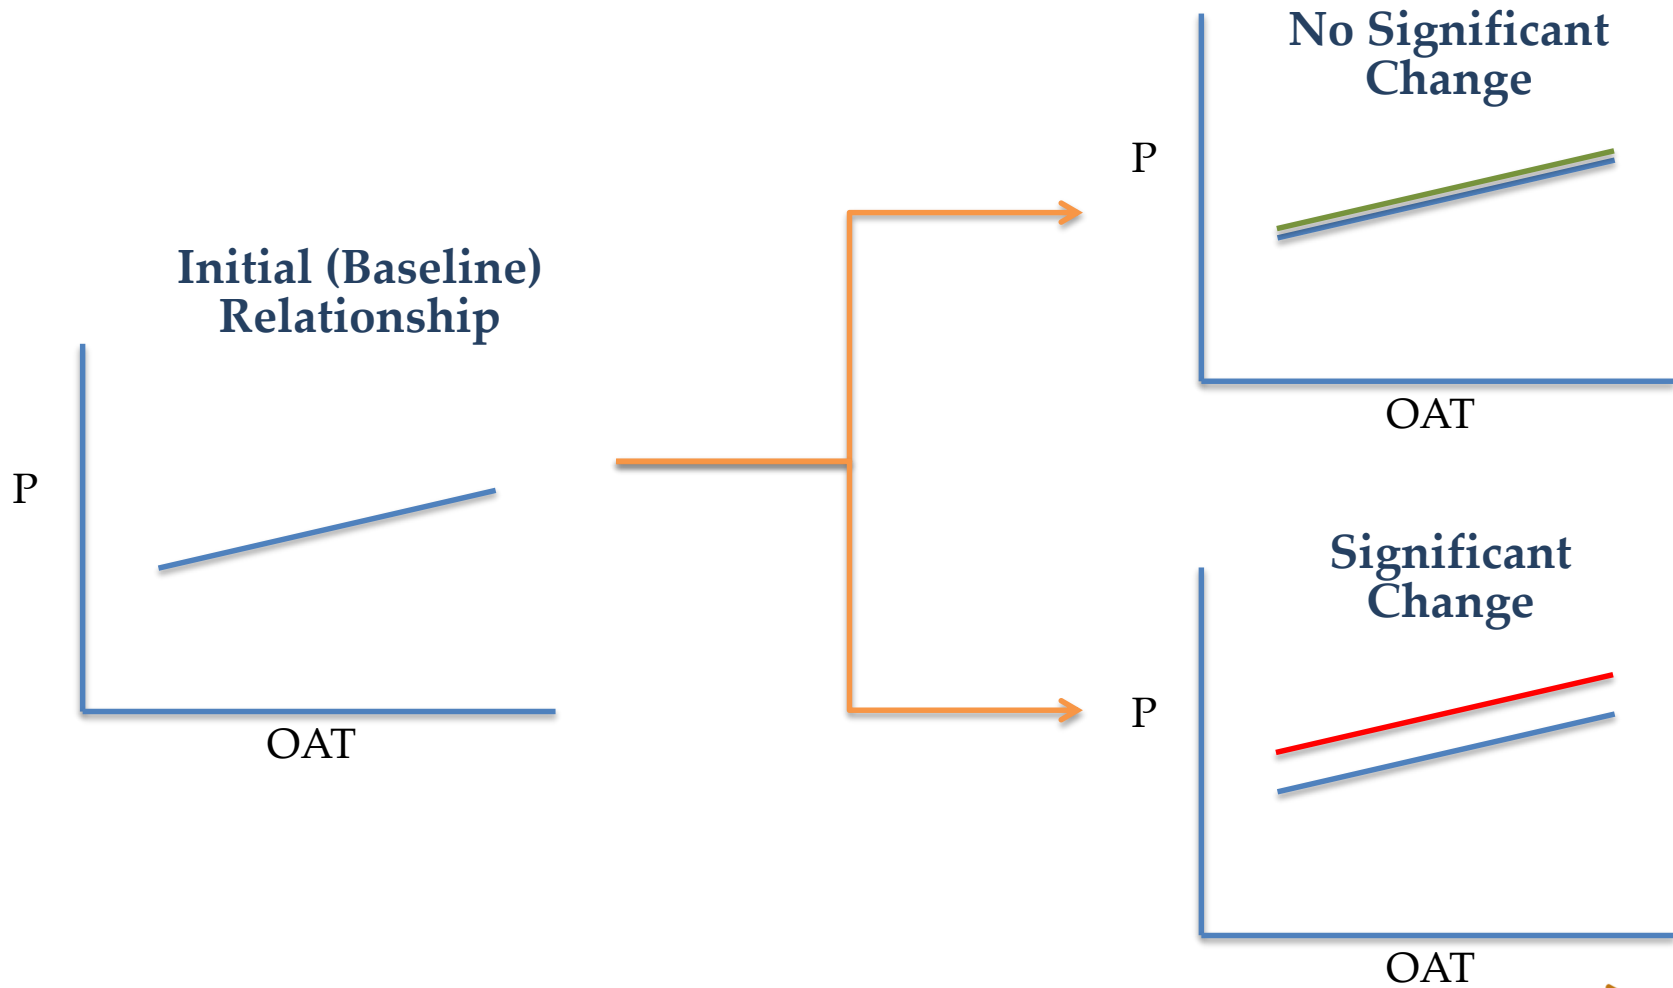 Initial (Baseline)
Relationship
P
OAT
No Significant
Change
P
OAT
Significant
Change
P
OAT